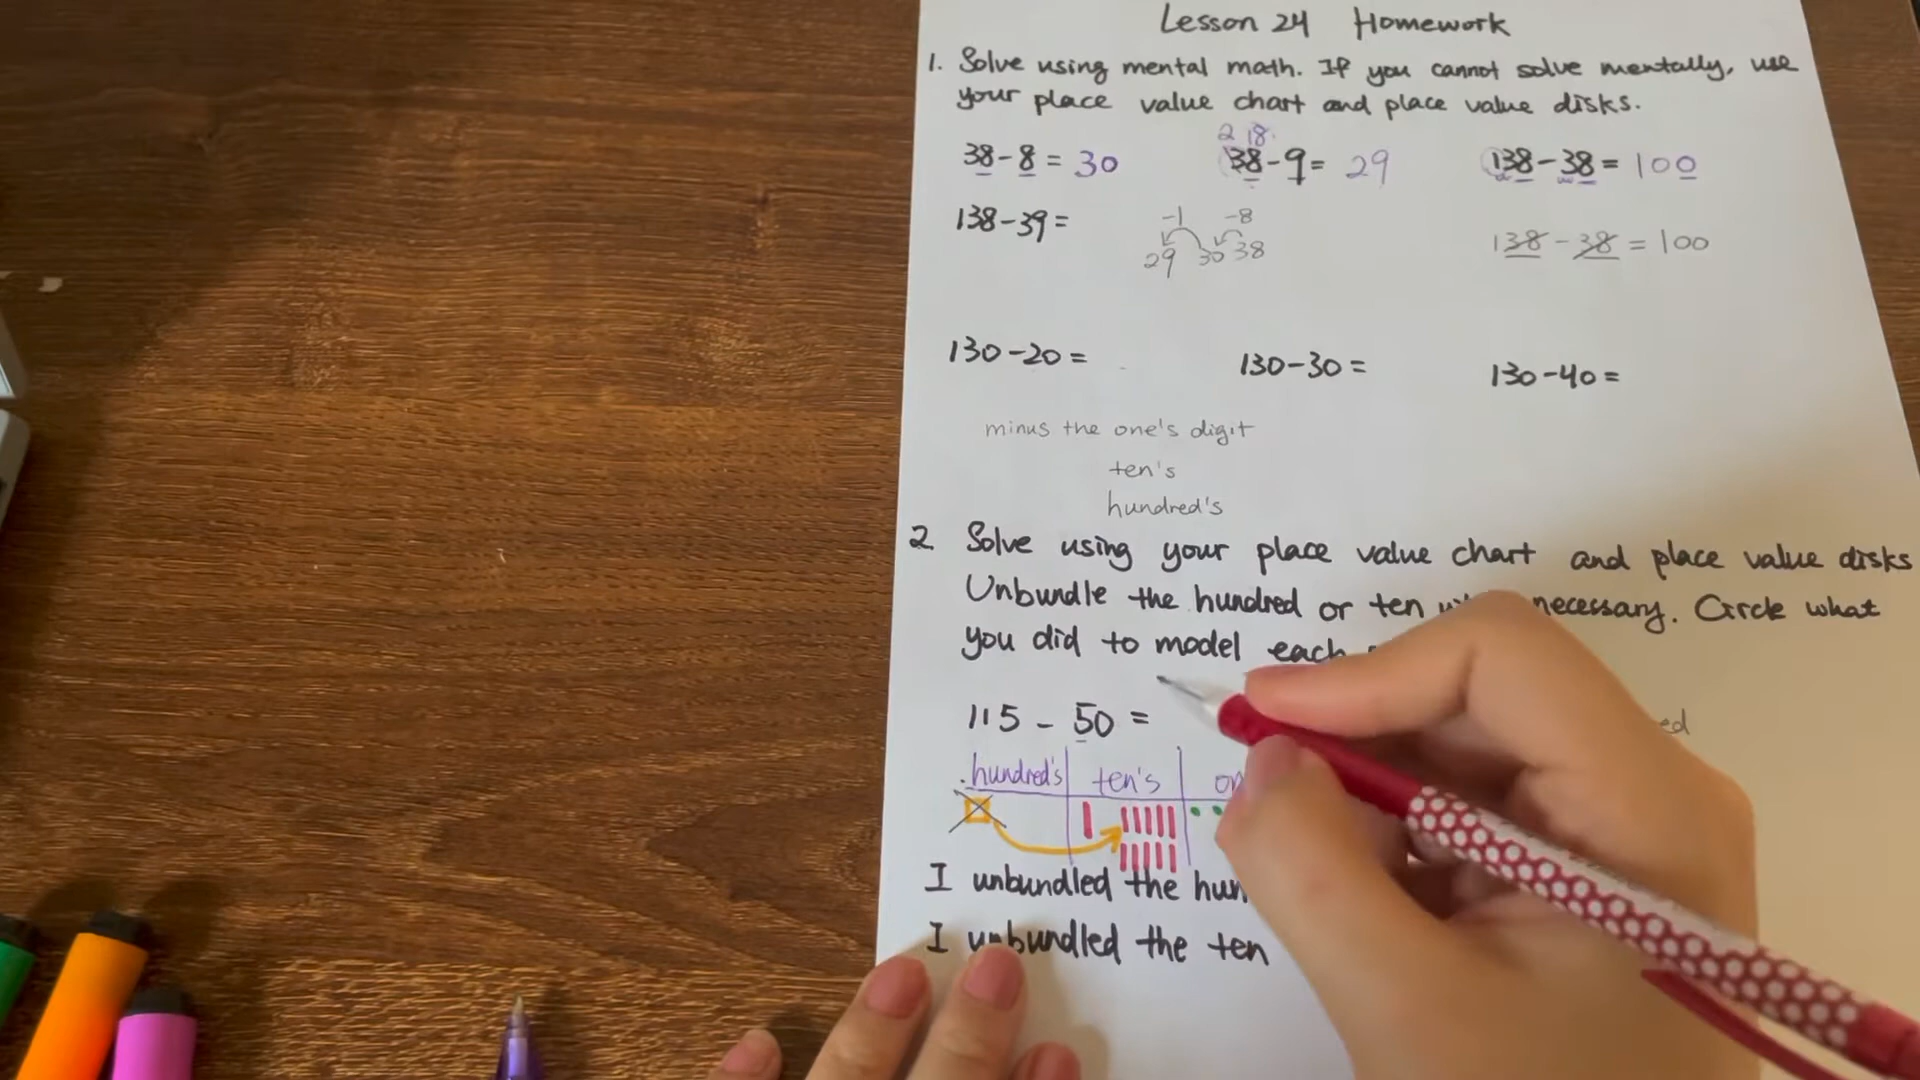 Lesson 24 Homework
1. Solve using mental math. If you cannot solve mentally, use
your place value chart and place value disks.
2 18
38-8 = 30 38-9= 29 138-38 = 100
138-39=
-1 -8
29 30 38
138 - 38 = 100
130-20 = 130-30= 130-40=
minus the one's digit
ten's
hundred's
2. Solve using your place value chart and place value disks
Unbundle the hundred or ten necessary. Circle what
you did to model each
115 - 50 =
hundred's ten's
I unbundled the
I unbundled the ten